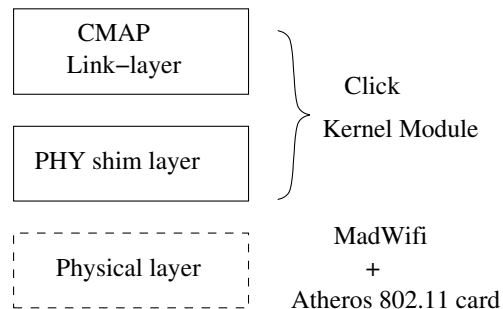 CMAP
Link−layer
Click
Kernel Module
PHY shim layer
Physical layer
MadWifi
+
Atheros 802.11 card